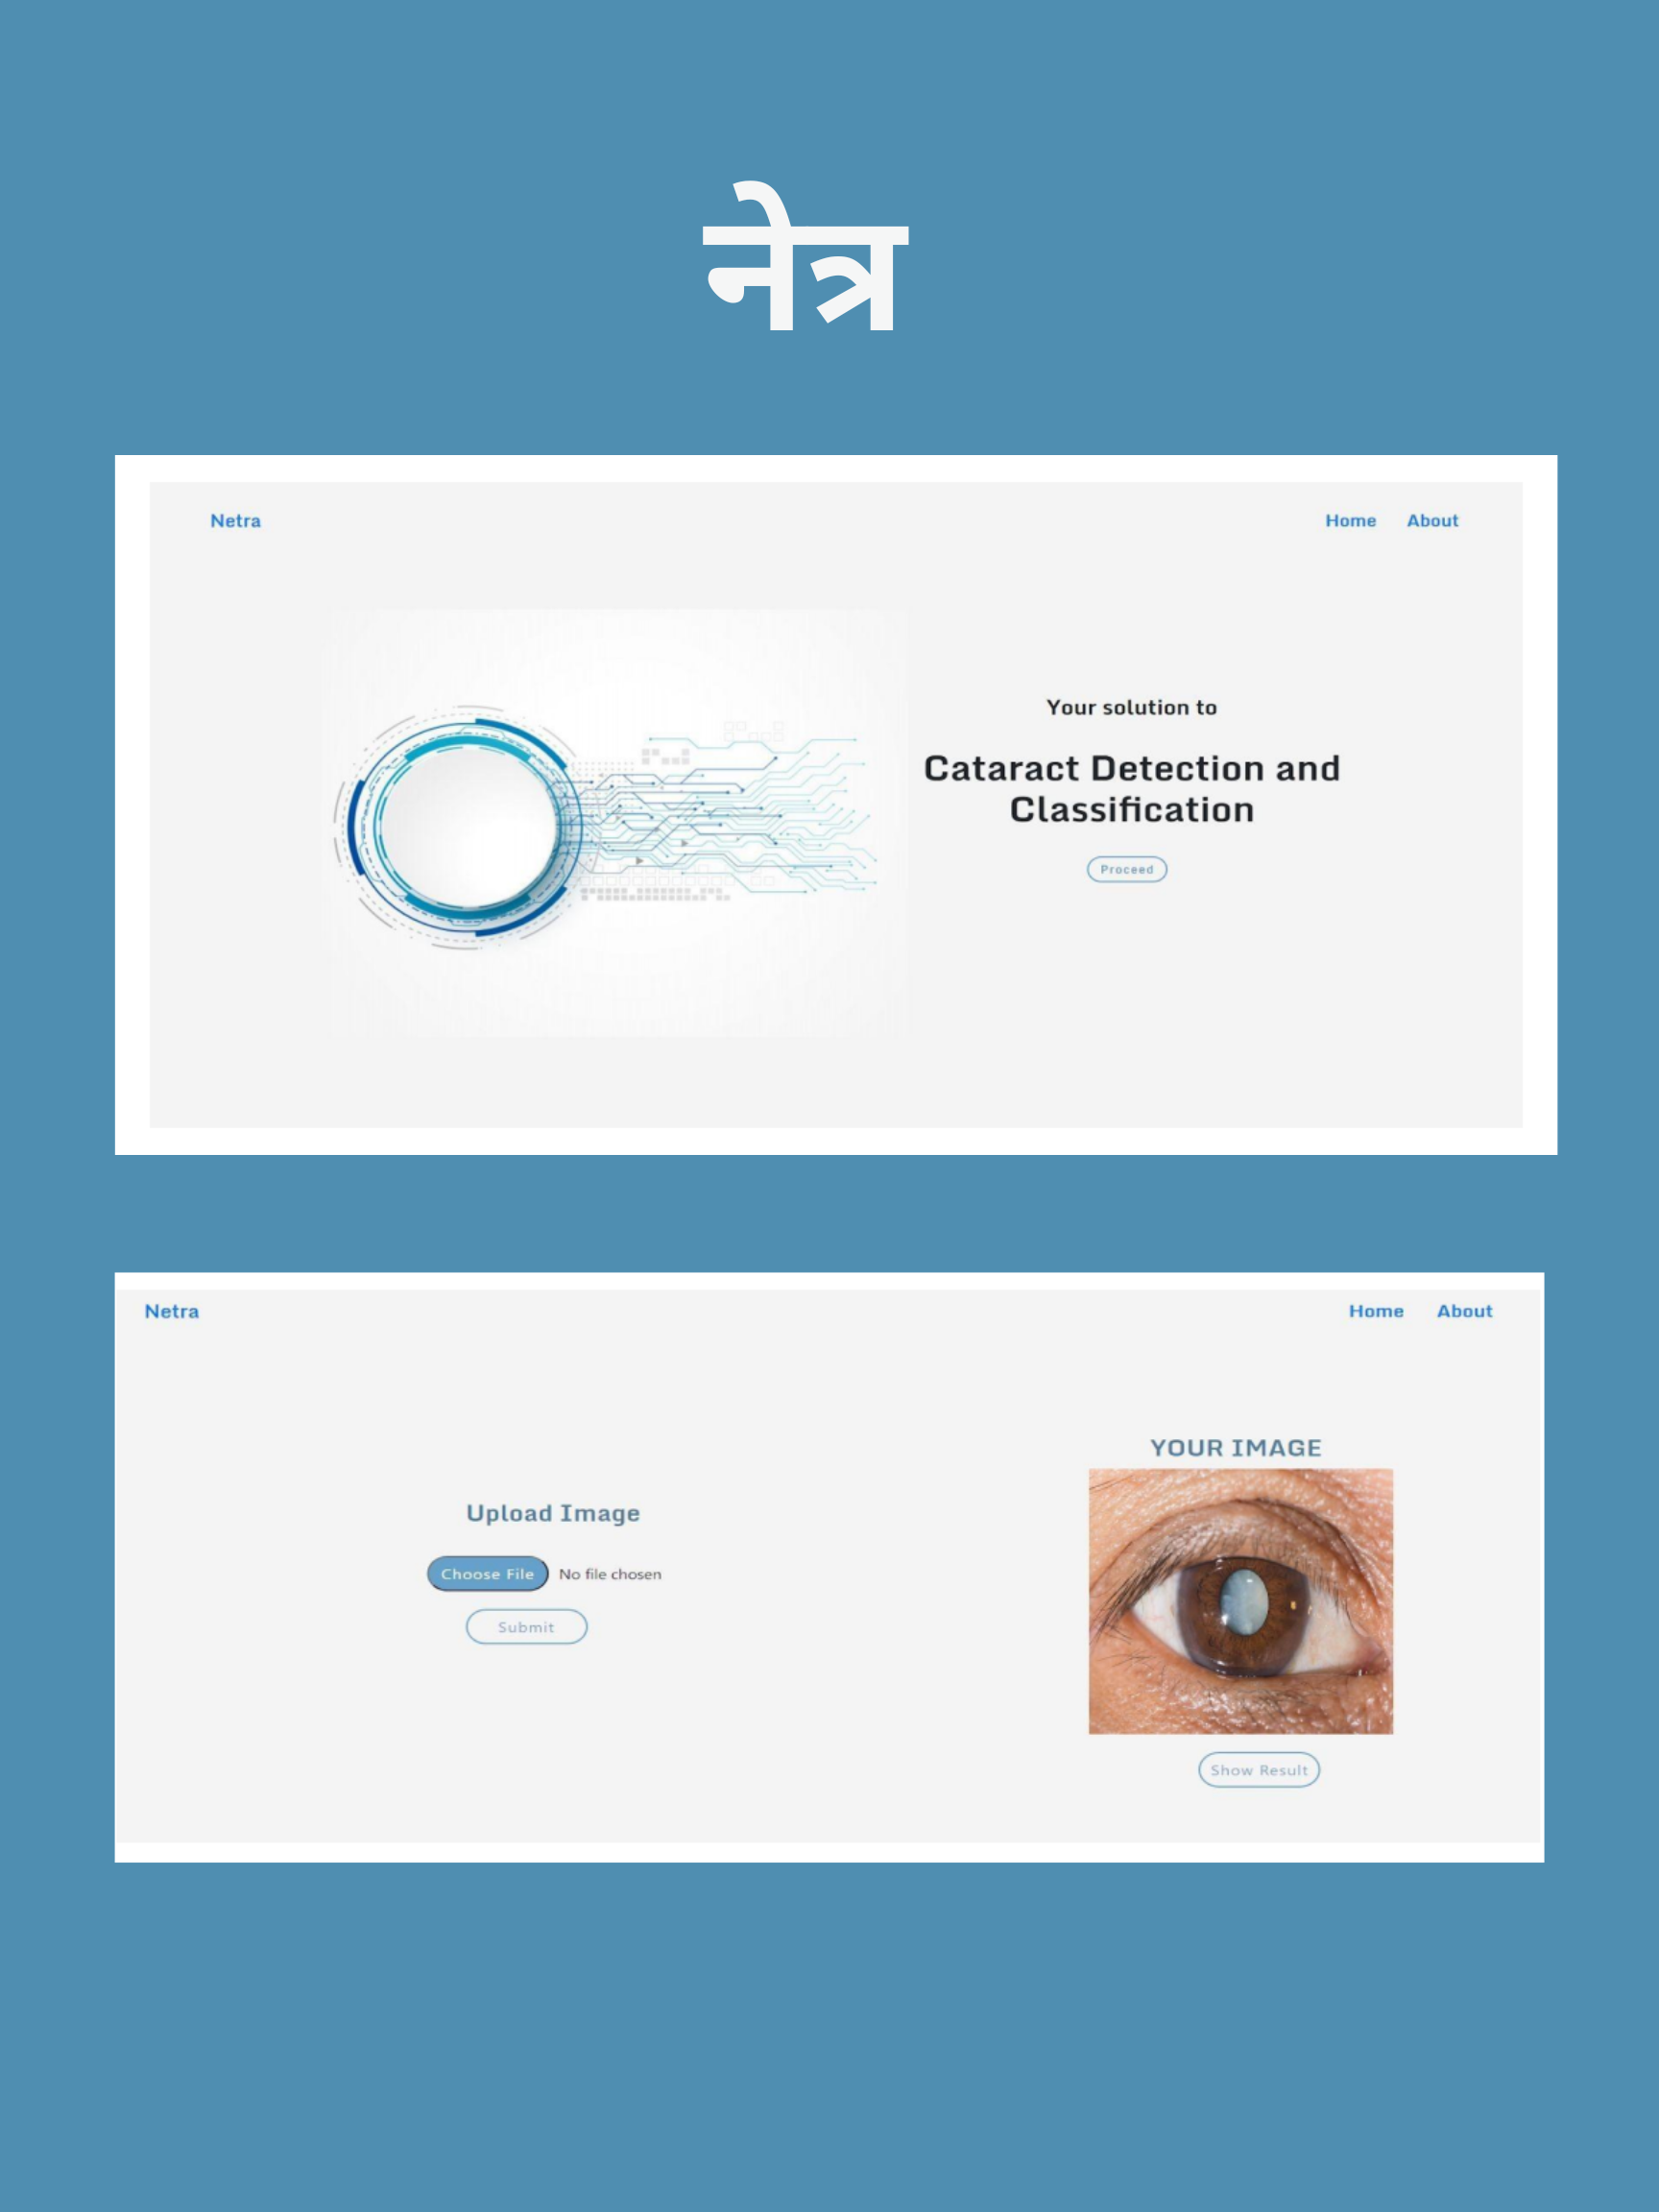 नेत्र
Netra
Home About
Your solution to
Cataract Detection and
Classification
Proceed
Netra
Home About
Upload Image
Choose File No file chosen
Submit
YOUR IMAGE
Show Result